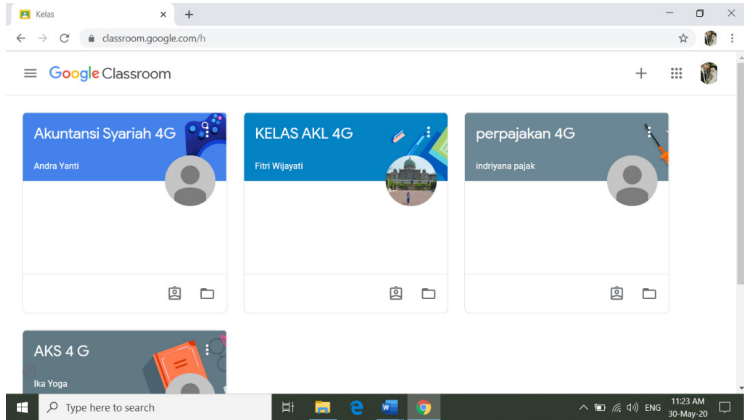 Kelas
classroom.google.com/h
Google Classroom
Akuntansi Syariah 4G
Andra Yanti
KELAS AKL 4G
Fitri Wijayati
perpajakan 4G
indriyana pajak
AKS 4 G
Ika Yoga
Type here to search
ENG
11:23 AM
30-May-20